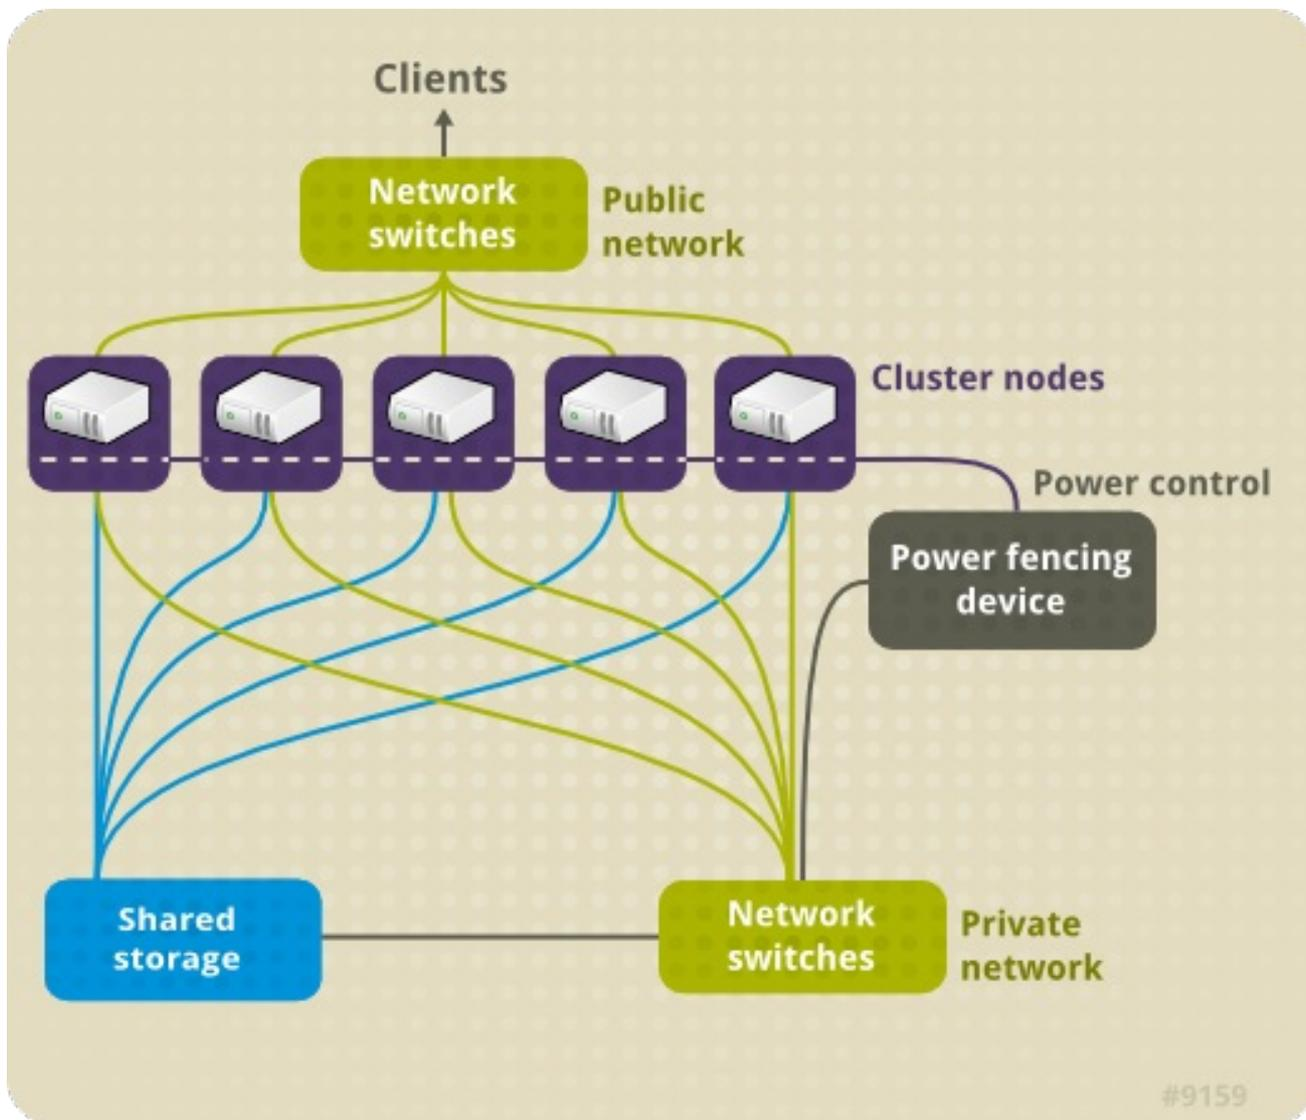 Clients
Network
switches
Public
network
Cluster nodes
Power control
Power fencing
device
Shared
storage
Network
switches
Private
network
#9159